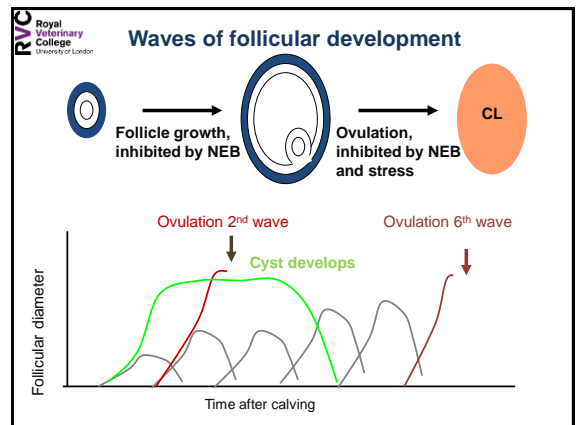 RVC
Royal
Veterinary
College
University of London
Waves of follicular development
Follicle growth,
inhibited by NEB
Ovulation,
inhibited by NEB
and stress
CL
Ovulation 2nd wave
Ovulation 6th wave
Cyst develops
Follicular diameter
Time after calving